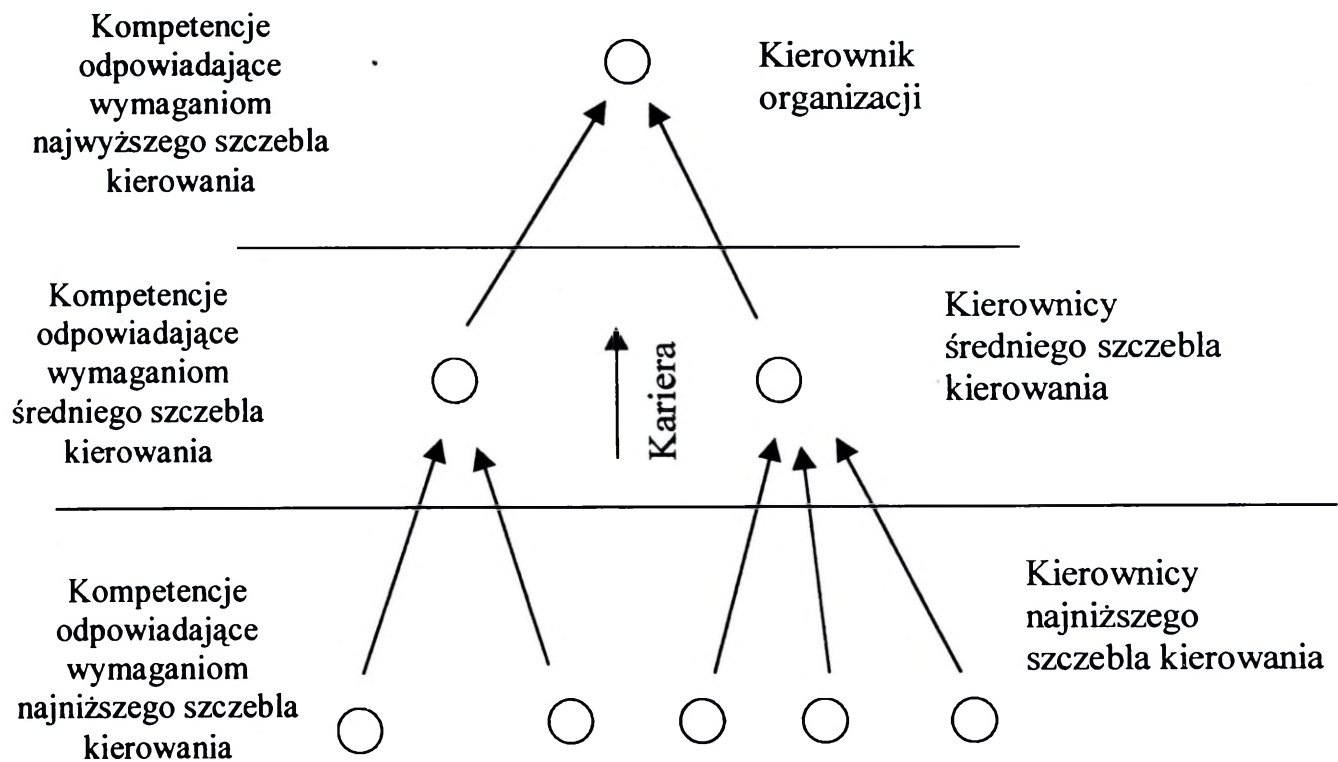 Kompetencje
odpowiadające
wymaganiom
najwyższego szczebla
kierowania
Kierownik
organizacji
Kompetencje
odpowiadające
wymaganiom
średniego szczebla
kierowania
Kariera
Kierownicy
średniego szczebla
kierowania
Kompetencje
odpowiadające
wymaganiom
najniższego szczebla
kierowania
Kierownicy
najniższego
szczebla kierowania